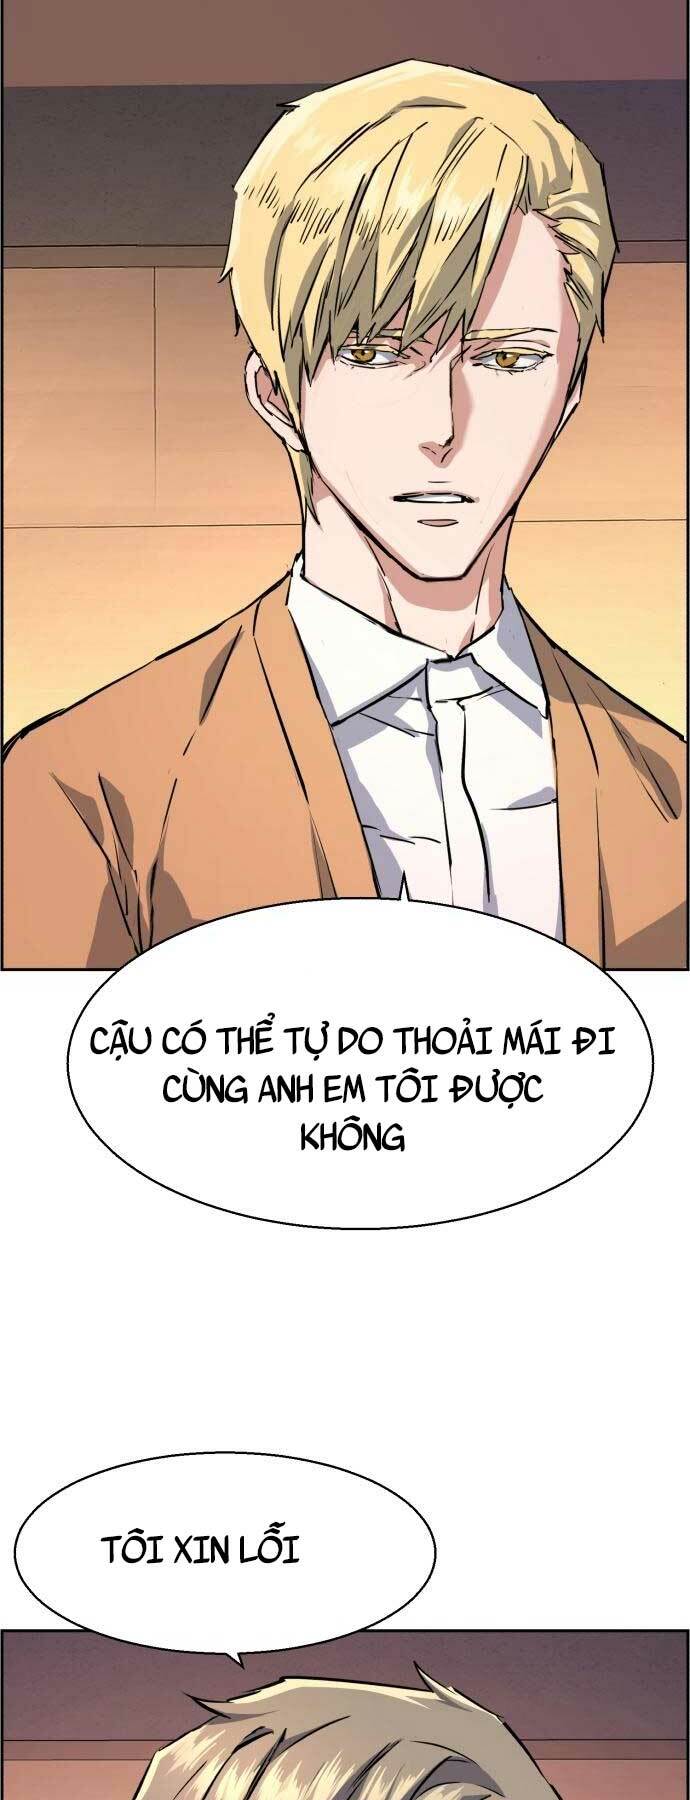 CẬU CÓ THỂ TỰ DO THOẢI MÁI ĐI
CÙNG ANH EM TÔI ĐƯỢC
KHÔNG
TÔI XIN LỖI